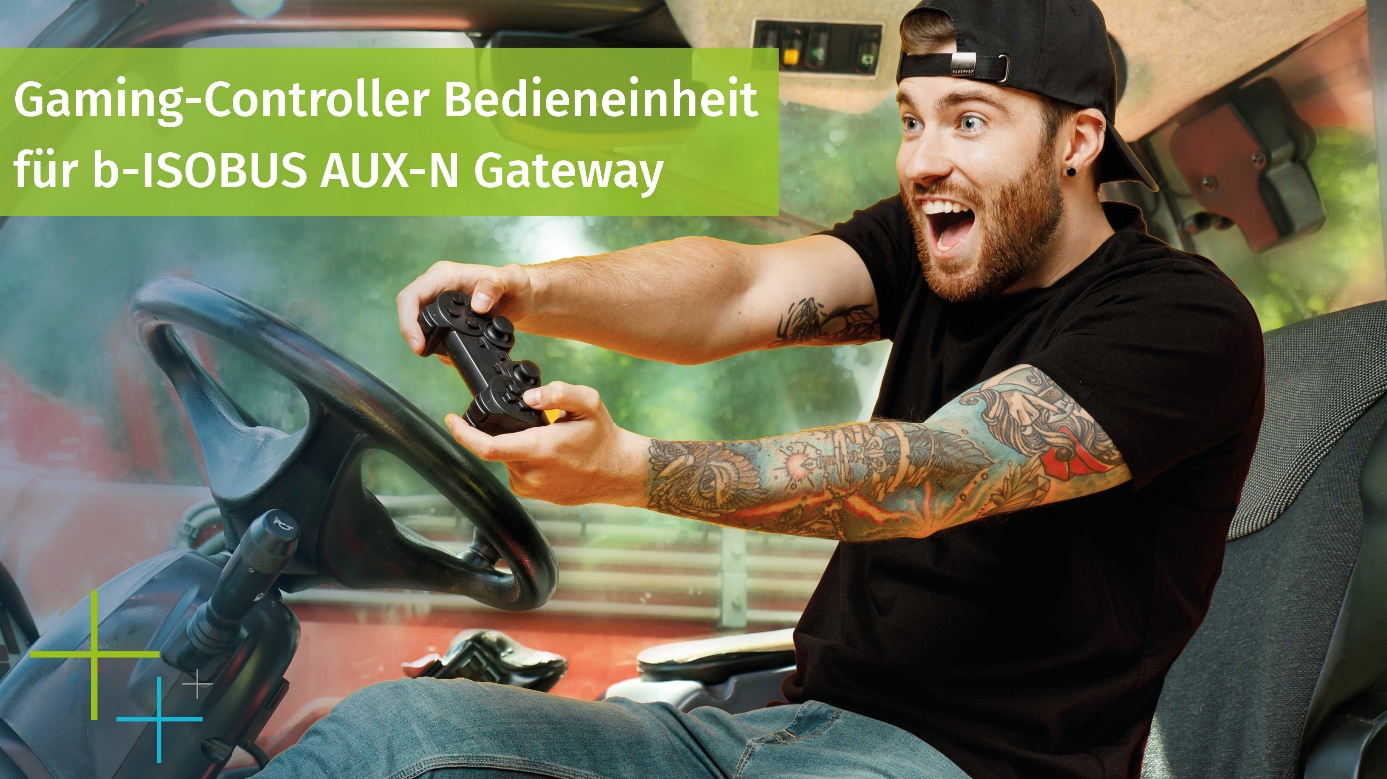 Gaming-Controller Bedieneinheit
für b-ISOBUS AUX-N Gateway